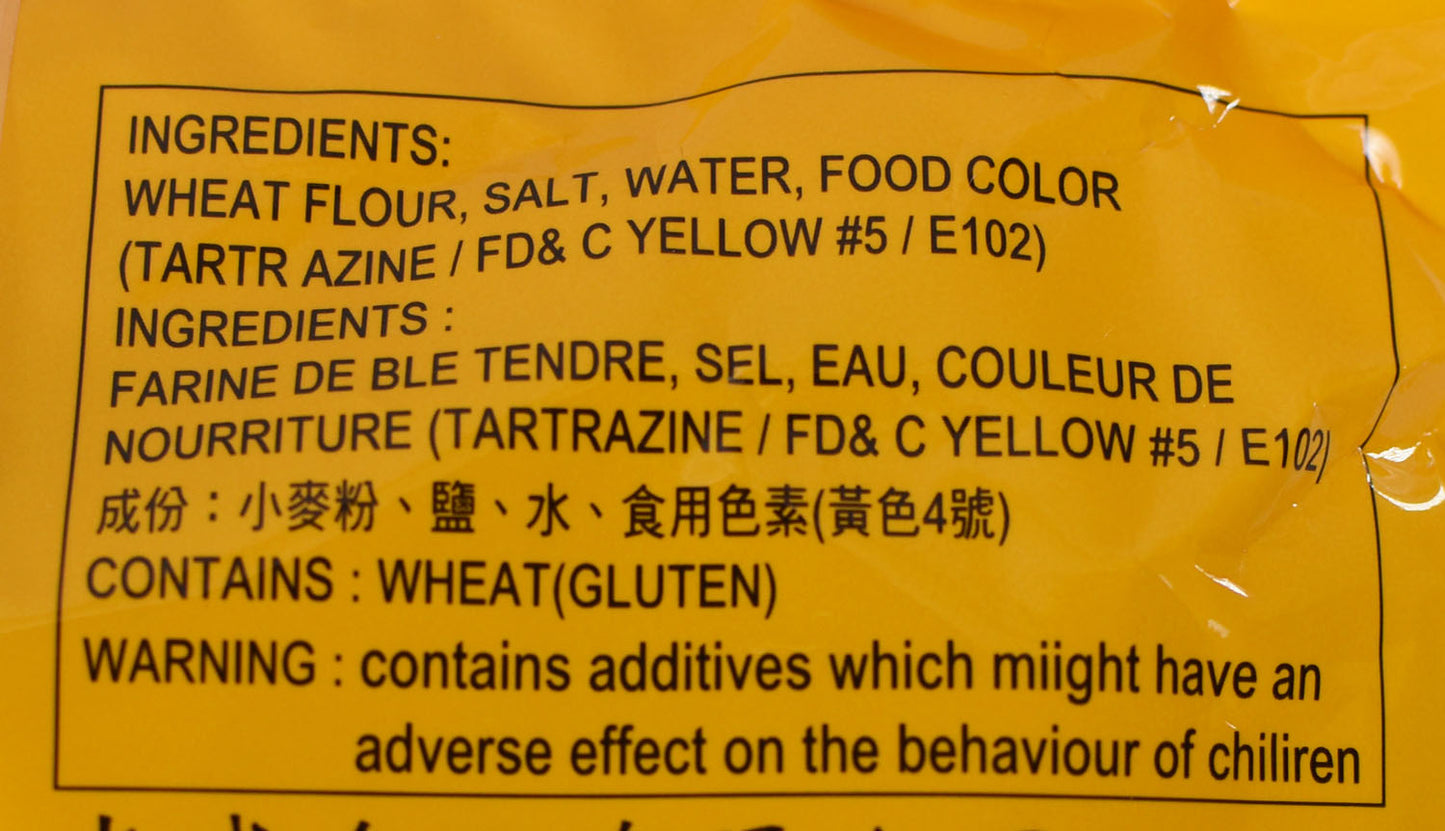 INGREDIENTS:
WHEAT FLOUR, SALT, WATER, FOOD COLOR
(TARTR AZINE / FD& C YELLOW #5 / E102)
INGREDIENTS :
FARINE DE BLE TENDRE, SEL, EAU, COULEUR DE
NOURRITURE (TARTRAZINE / FD& C YELLOW #5 / E102)
成份：小麥粉、鹽、水、食用色素(黃色4號)
CONTAINS : WHEAT(GLUTEN)
WARNING : contains additives which miight have an
adverse effect on the behaviour of chiliren